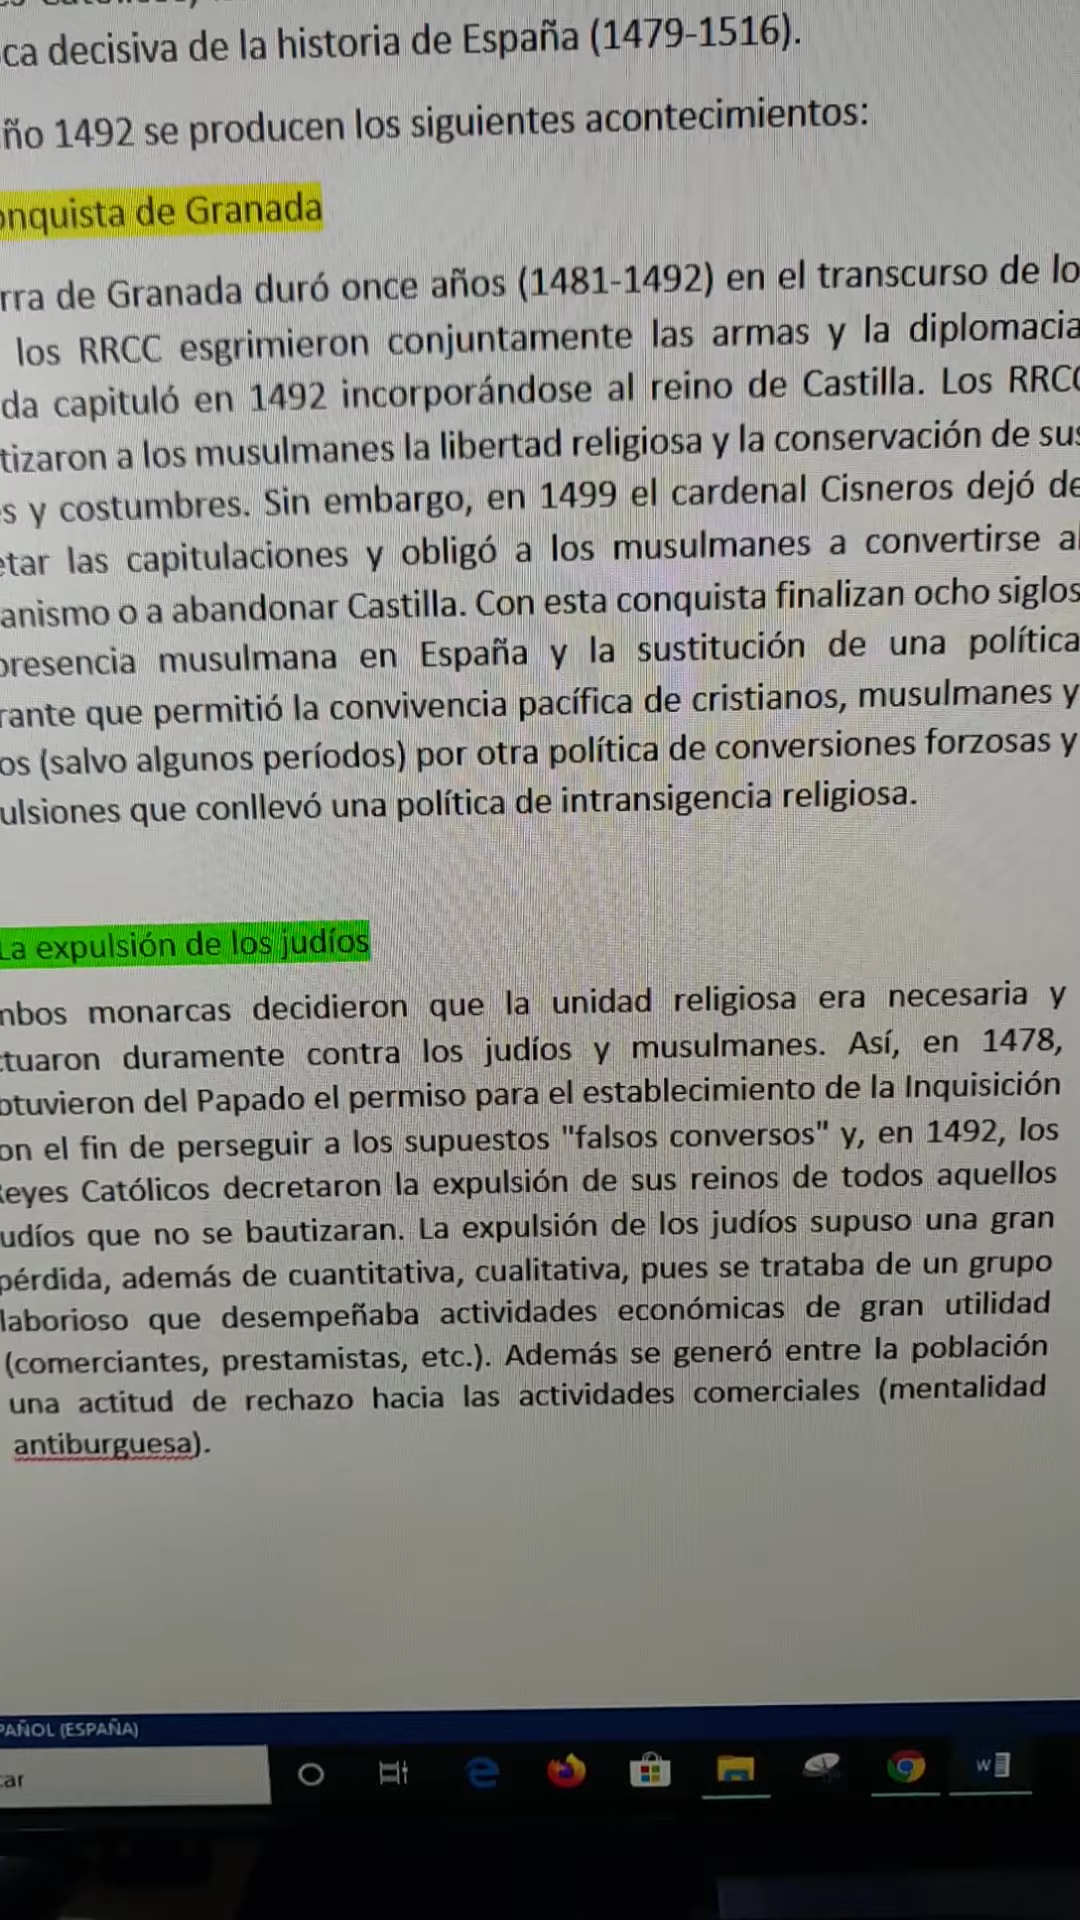 ca decisiva de la historia de España (1479-1516).
ño 1492 se producen los siguientes acontecimientos:
onquista de Granada
rra de Granada duró once años (1481-1492) en el transcurso de lo
los RRCC esgrimieron conjuntamente las armas y la diplomacia
da capituló en 1492 incorporándose al reino de Castilla. Los RRCC
tizaron a los musulmanes la libertad religiosa y la conservación de sus
s y costumbres. Sin embargo, en 1499 el cardenal Cisneros dejó de
etar las capitulaciones y obligó a los musulmanes a convertirse al
anismo o a abandonar Castilla. Con esta conquista finalizan ocho siglos
presencia musulmana en España y la sustitución de una política
rante que permitió la convivencia pacífica de cristianos, musulmanes y
os (salvo algunos períodos) por otra política de conversiones forzosas y
ulsiones que conllevó una política de intransigencia religiosa.
La expulsión de los judíos
mbos monarcas decidieron que la unidad religiosa era necesaria y
ctuaron duramente contra los judíos y musulmanes. Así, en 1478,
btuvieron del Papado el permiso para el establecimiento de la Inquisición
on el fin de perseguir a los supuestos "falsos conversos" y, en 1492, los
Reyes Católicos decretaron la expulsión de sus reinos de todos aquellos
udíos que no se bautizaran. La expulsión de los judíos supuso una gran
pérdida, además de cuantitativa, cualitativa, pues se trataba de un grupo
laborioso que desempeñaba actividades económicas de gran utilidad
(comerciantes, prestamistas, etc.). Además se generó entre la población
una actitud de rechazo hacia las actividades comerciales (mentalidad
antiburguesa).
PAÑOL (ESPAÑA)
car
W